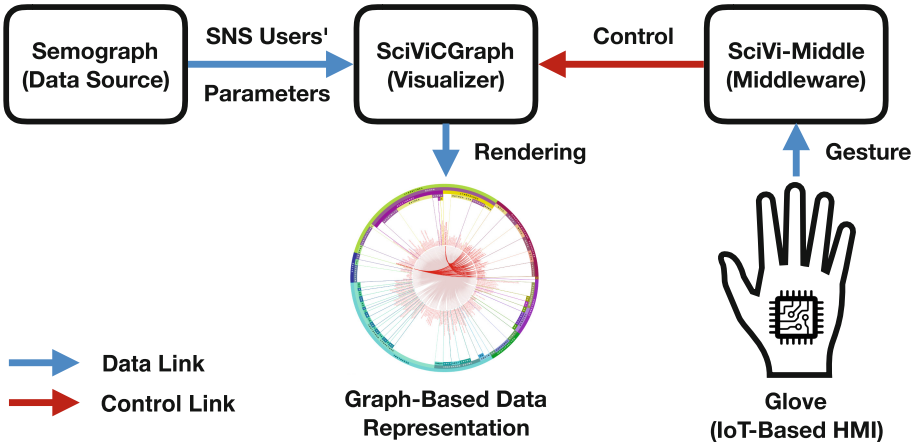 Semograph
(Data Source)
SNS Users'
Parameters
SciViCGraph
(Visualizer)
Control
SciVi-Middle
(Middleware)
Rendering
Gesture
Data Link
Control Link
Graph-Based Data
Representation
Glove
(IoT-Based HMI)